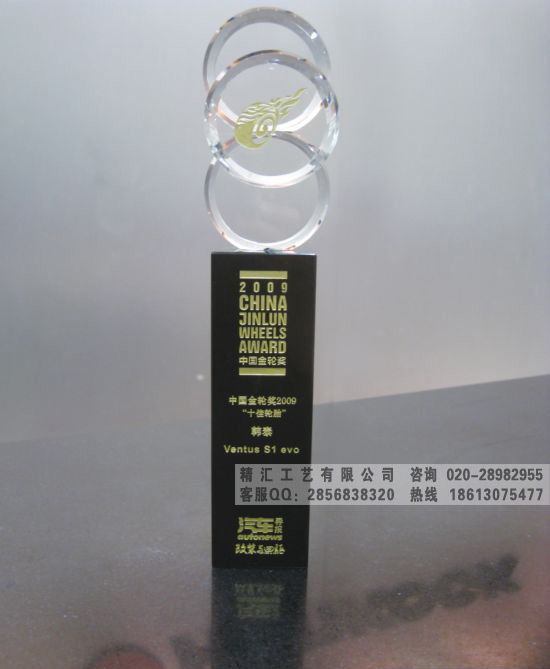 2009
CHINA
JINLUN
WHEELS
AWARD
中国金轮奖
中国金轮奖2009
“十佳轮胎”
韩泰
Ventus S1 evo
精汇工艺有限公司 咨询 020-28982955
客服QQ: 2856838320 热线 18613075477
汽车
autonews